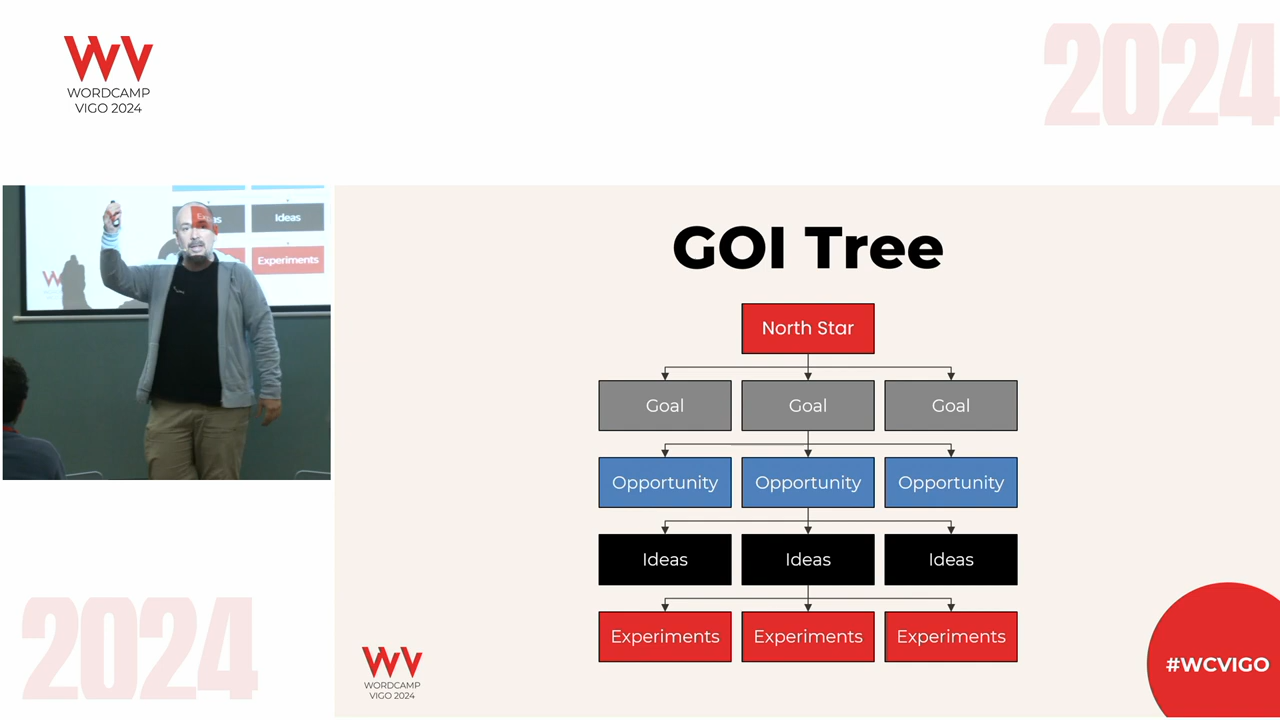 WORDCAMP
VIGO 2024
2024
Ideas
Experiments
GOI Tree
North Star
Goal
Goal
Goal
Opportunity
Opportunity
Opportunity
Ideas
Ideas
Ideas
Experiments
Experiments
Experiments
2024
WORDCAMP
VIGO 2024
#WCVIGO